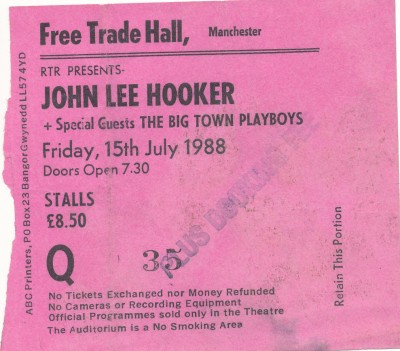 Free Trade Hall, Manchester
RTR PRESENTS-
JOHN LEE HOOKER
+ Special Guests THE BIG TOWN PLAYBOYS
Friday, 15th July 1988
Doors Open 7.30
STALLS
£8.50
Q 35
PLUS BOOKING FEE
No Tickets Exchanged nor Money Refunded
No Cameras or Recording Equipment
Official Programmes sold only in the Theatre
The Auditorium is a No Smoking Area
ABC Printers, PO Box 23 Bangor Gwynedd LL57 4YD
Retain This Portion